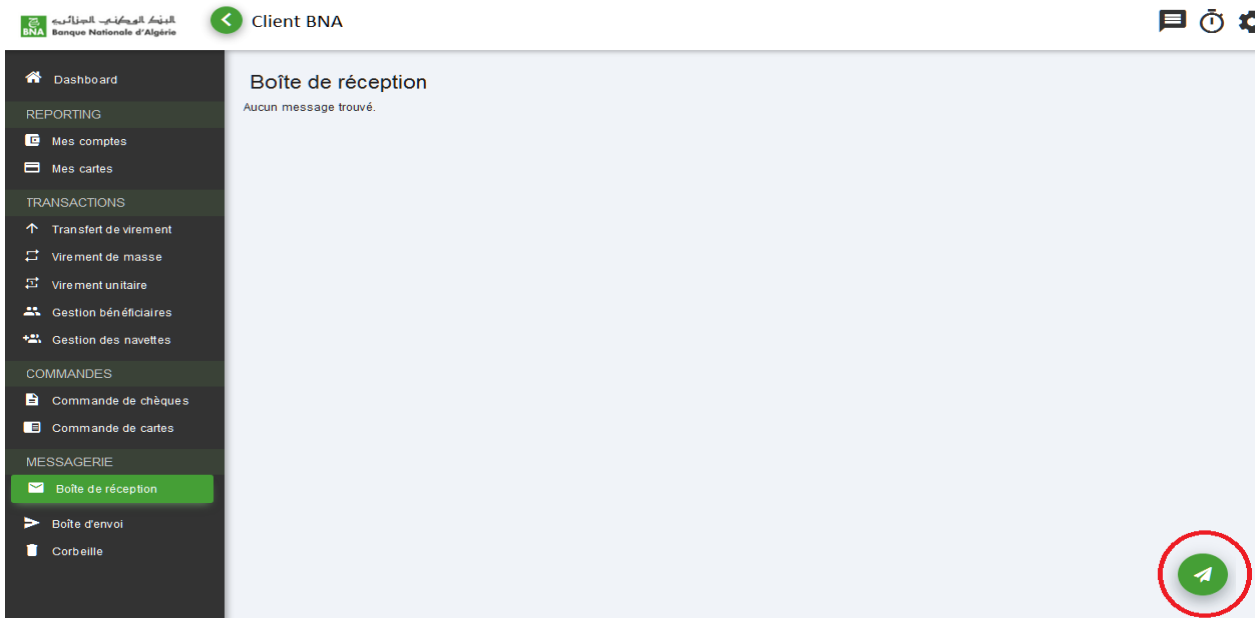 البنك الوطني الجزائري
BNA Banque Nationale d'Algérie
Client BNA
Dashboard
REPORTING
Mes comptes
Mes cartes
TRANSACTIONS
Transfert de virement
Virement de masse
Virement unitaire
Gestion bénéficiaires
Gestion des navettes
COMMANDES
Commande de chèques
Commande de cartes
MESSAGERIE
Boîte de réception
Boîte d'envoi
Corbeille
Boîte de réception
Aucun message trouvé.